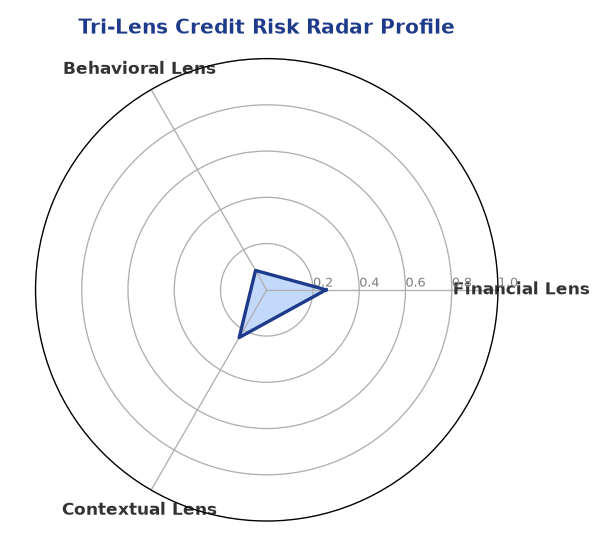 Tri-Lens Credit Risk Radar Profile
Behavioral Lens
0.2 0.4 0.6 0.8 1.0
Financial Lens
Contextual Lens